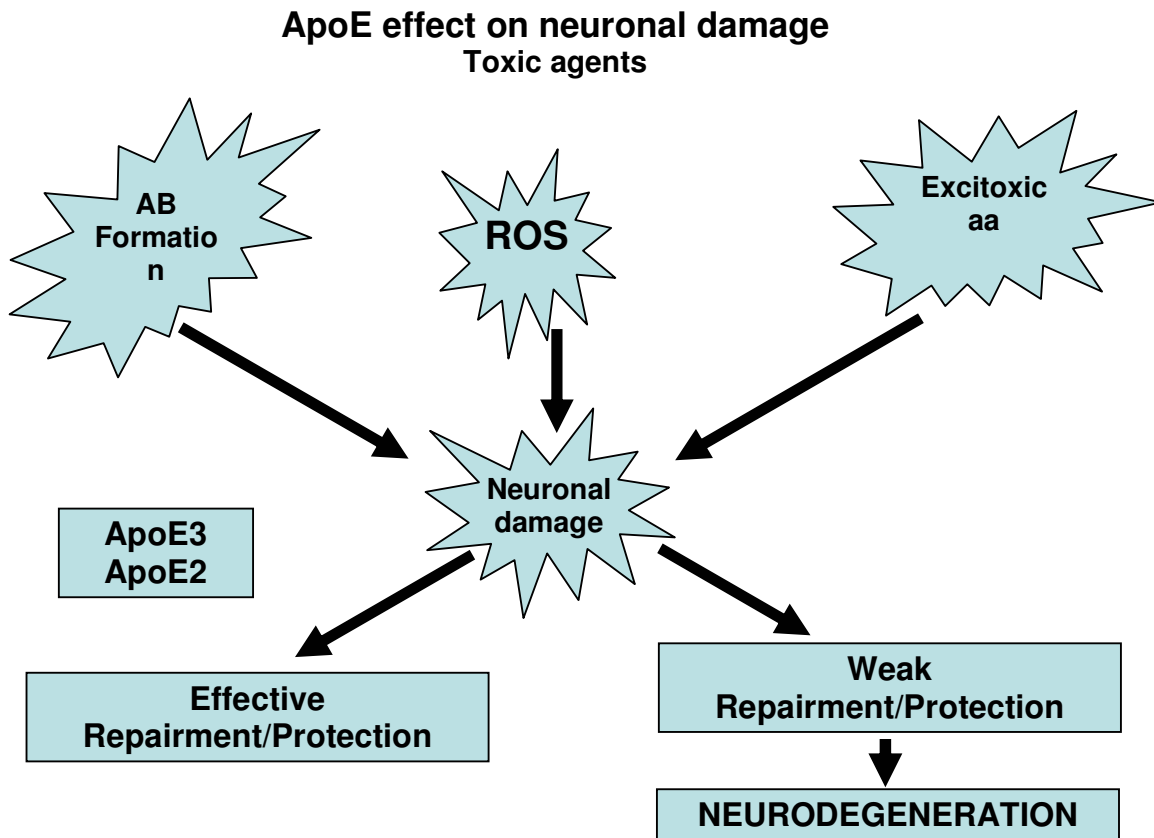 ApoE effect on neuronal damage
Toxic agents
AB
Formatio
n
ROS
Excitoxic
aa
Neuronal
damage
ApoE3
ApoE2
Effective
Repairment/Protection
Weak
Repairment/Protection
NEURODEGENERATION